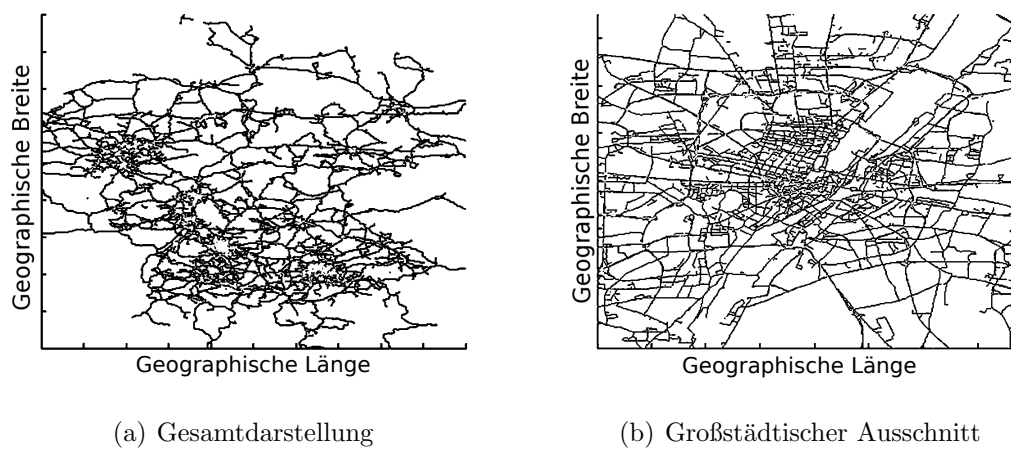 Geographische Breite
Geographische Länge
(a) Gesamtdarstellung
Geographische Breite
Geographische Länge
(b) Großstädtischer Ausschnitt